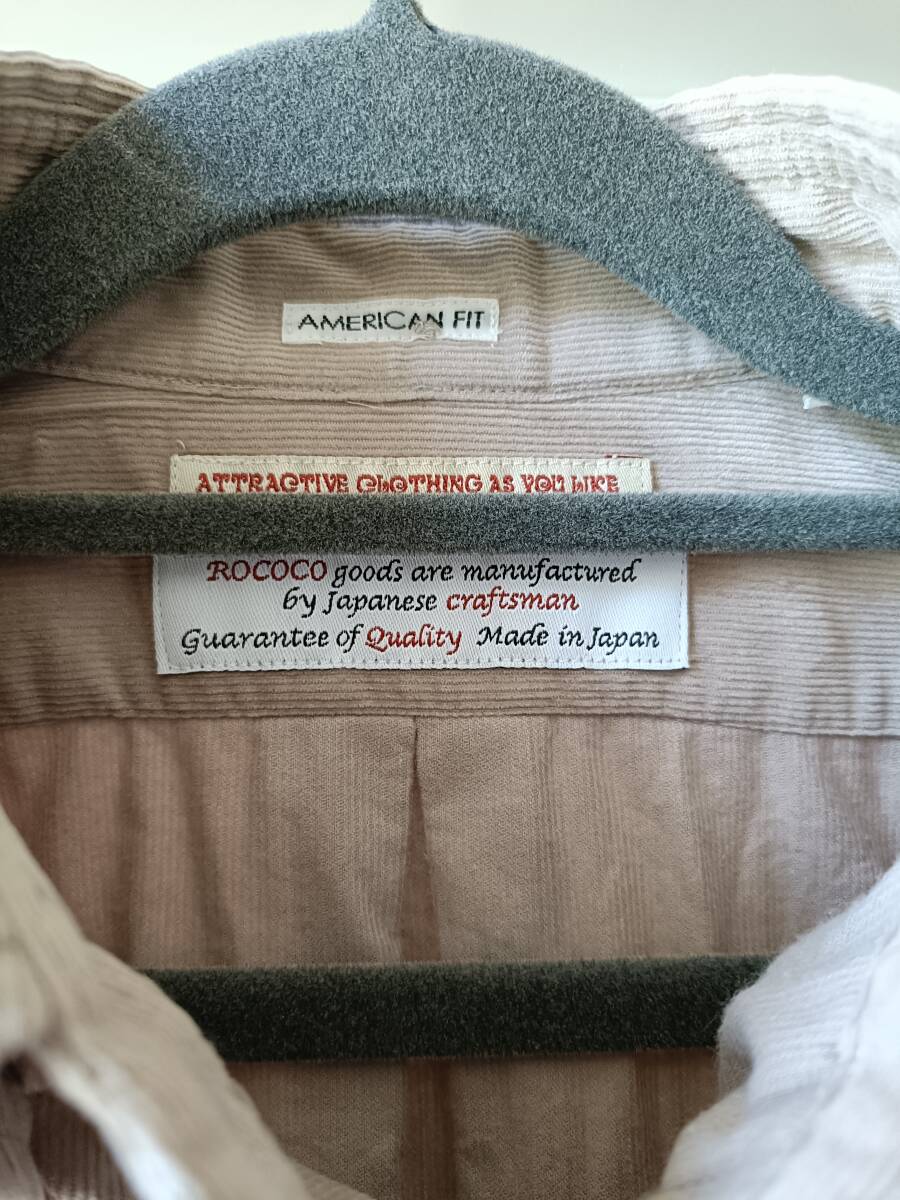 AMERICAN FIT
ATTRACTIVE CLOTHING AS YOU LIKE
ROCOCO goods are manufactured
by Japanese craftsman
Guarantee of Quality Made in Japan